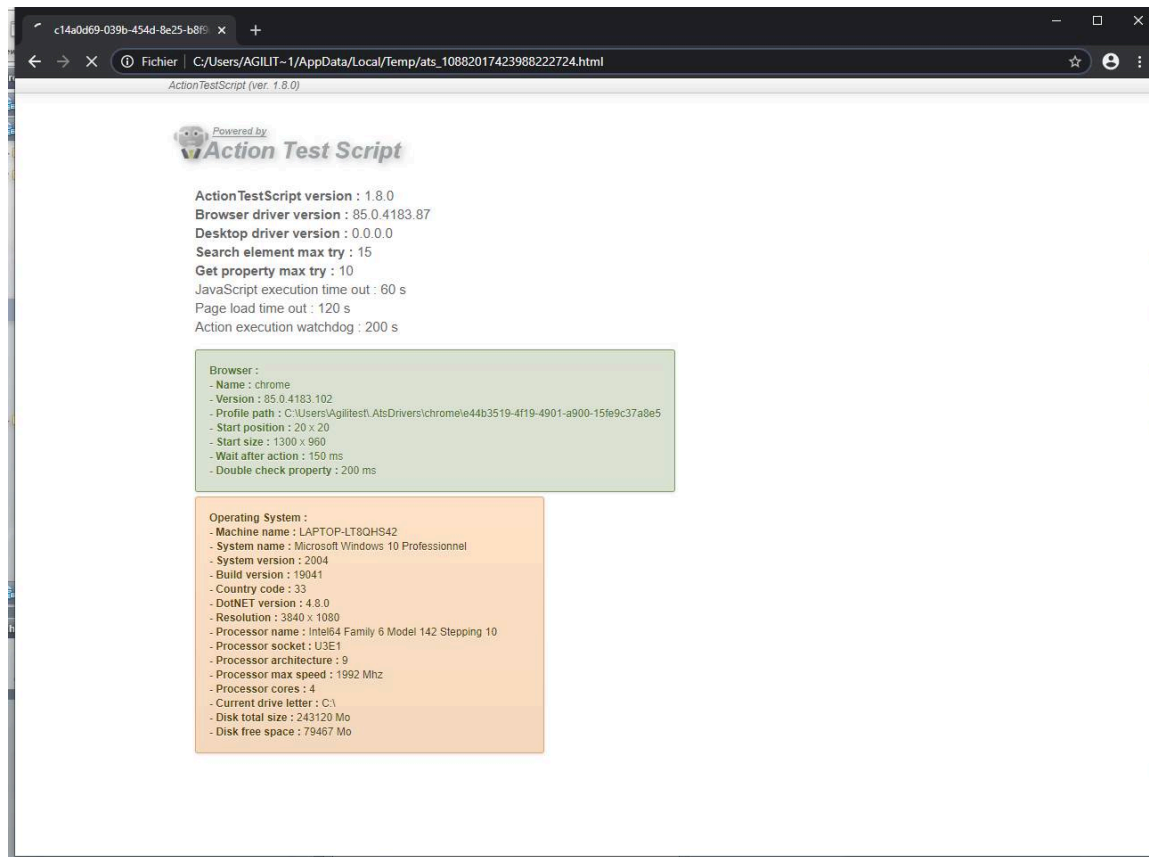 c14a0d69-039b-454d-8e25-b8f9
Fichier | C:/Users/AGILIT~1/AppData/Local/Temp/ats_10882017423988222724.html
ActionTestScript (ver. 1.8.0)
Powered by
Action Test Script
ActionTestScript version : 1.8.0
Browser driver version : 85.0.4183.87
Desktop driver version : 0.0.0.0
Search element max try : 15
Get property max try : 10
JavaScript execution time out : 60 s
Page load time out : 120 s
Action execution watchdog : 200 s
Browser :
- Name : chrome
- Version : 85.0.4183.102
- Profile path : C:\Users\Agilitest\.AtsDrivers\chrome\e44b3519-4f19-4901-a900-15fe9c37a8e5
- Start position : 20 x 20
- Start size : 1300 x 960
- Wait after action : 150 ms
- Double check property : 200 ms
Operating System :
- Machine name : LAPTOP-LT8QHS42
- System name : Microsoft Windows 10 Professionnel
- System version : 2004
- Build version : 19041
- Country code : 33
- DotNET version : 4.8.0
- Resolution : 3840 x 1080
- Processor name : Intel64 Family 6 Model 142 Stepping 10
- Processor socket : U3E1
- Processor architecture : 9
- Processor max speed : 1992 Mhz
- Processor cores : 4
- Current drive letter : C:\
- Disk total size : 243120 Mo
- Disk free space : 79467 Mo